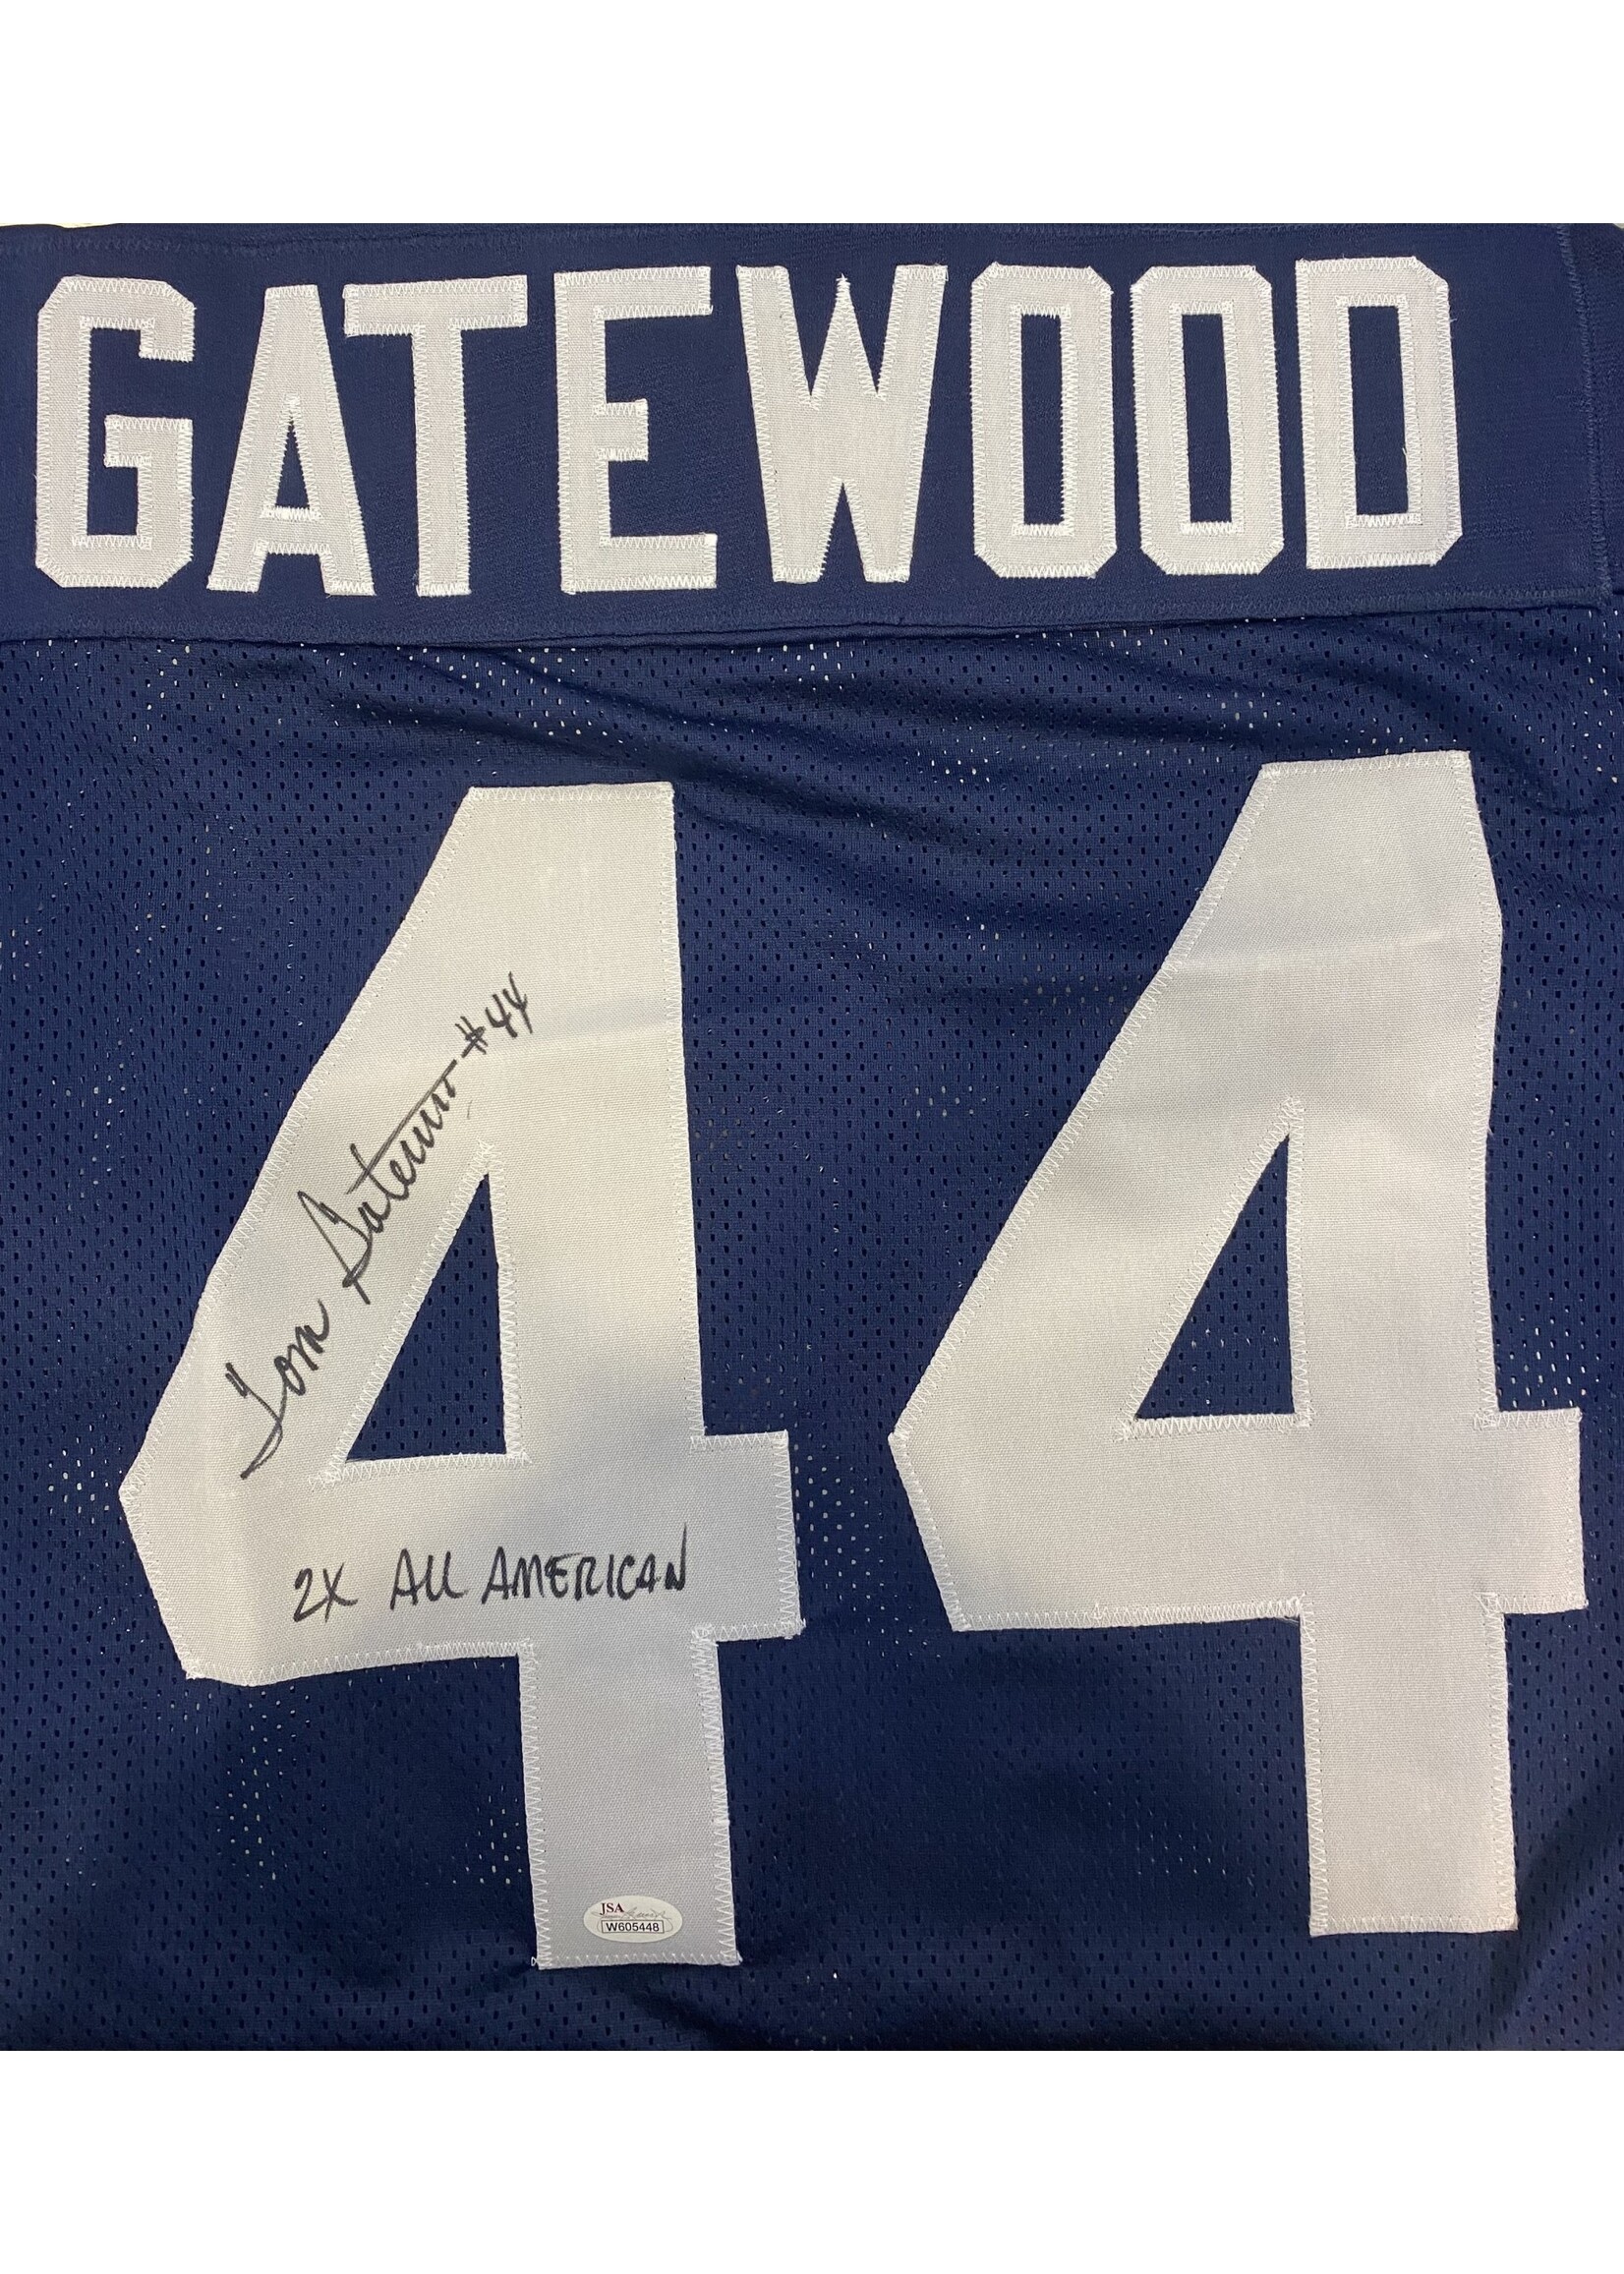 GATEWOOD
44
Tom Gatewood #44
2X ALL AMERICAN
JSA
W605448